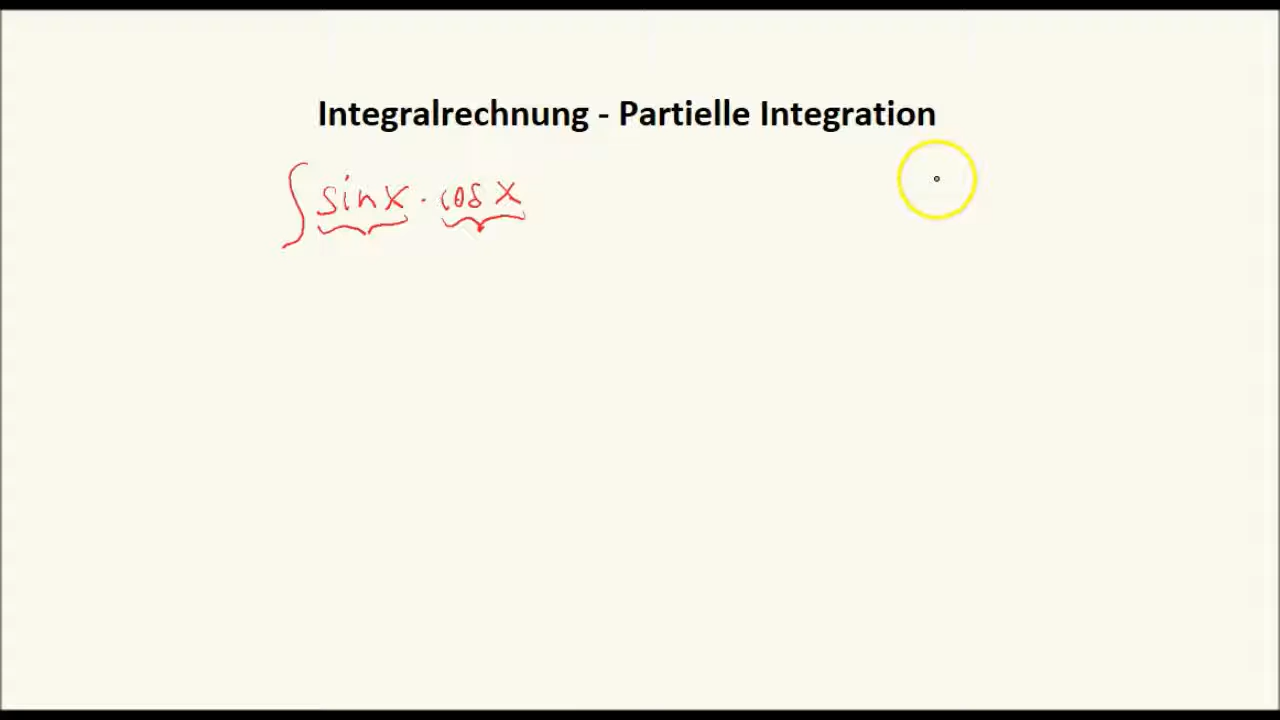 Integralrechnung - Partielle Integration
∫ sin x · cos x